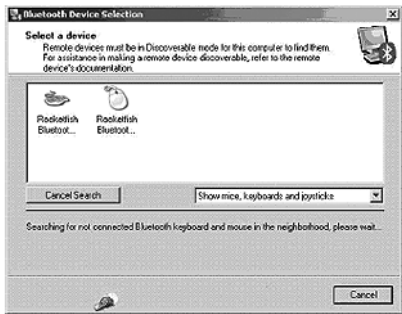 Bluetooth Device Selection
Select a device
Remote devices must be in Discoverable mode for this computer to find them.
For assistance in making a remote device discoverable, refer to the remote
device's documentation.
Rocketfish Rocketfish
Bluetoot... Bluetoot...
Cancel Search Show mice, keyboards and joysticks
Searching for not connected Bluetooth keyboard and mouse in the neighborhood, please wait...
Cancel